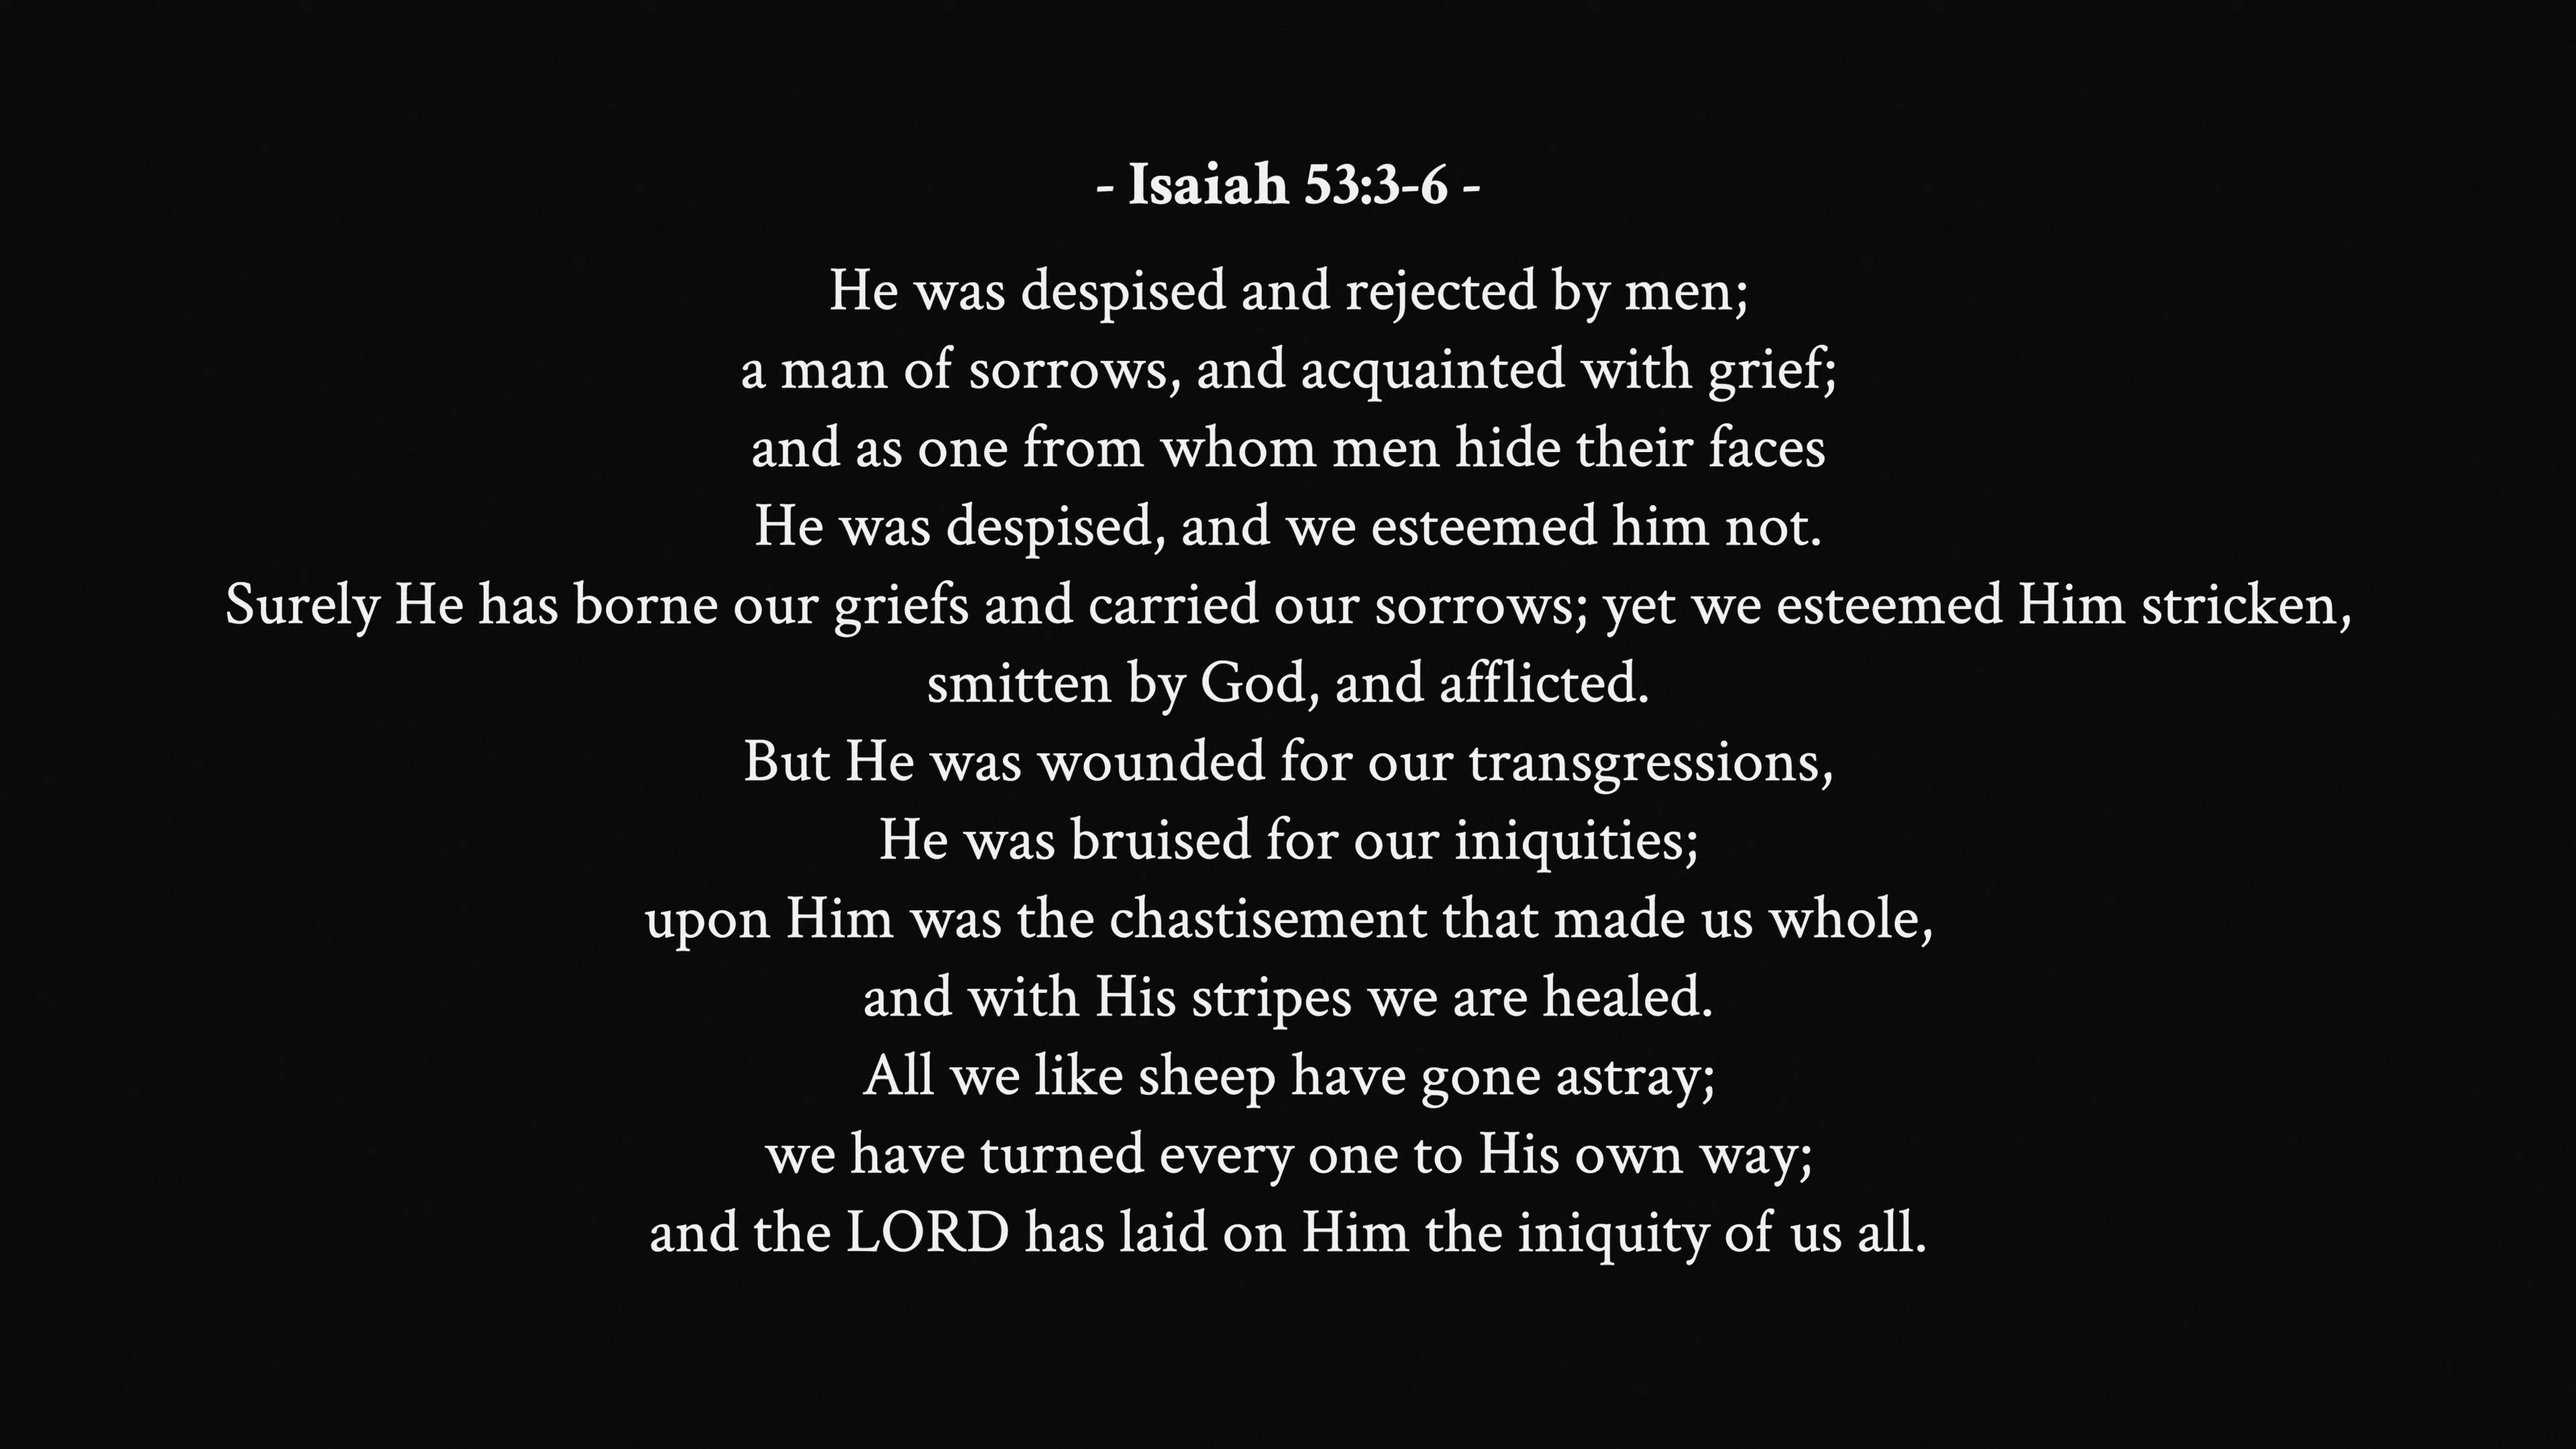 - Isaiah 53:3-6 -
He was despised and rejected by men;
a man of sorrows, and acquainted with grief;
and as one from whom men hide their faces
He was despised, and we esteemed him not.
Surely He has borne our griefs and carried our sorrows; yet we esteemed Him stricken,
smitten by God, and afflicted.
But He was wounded for our transgressions,
He was bruised for our iniquities;
upon Him was the chastisement that made us whole,
and with His stripes we are healed.
All we like sheep have gone astray;
we have turned every one to His own way;
and the LORD has laid on Him the iniquity of us all.